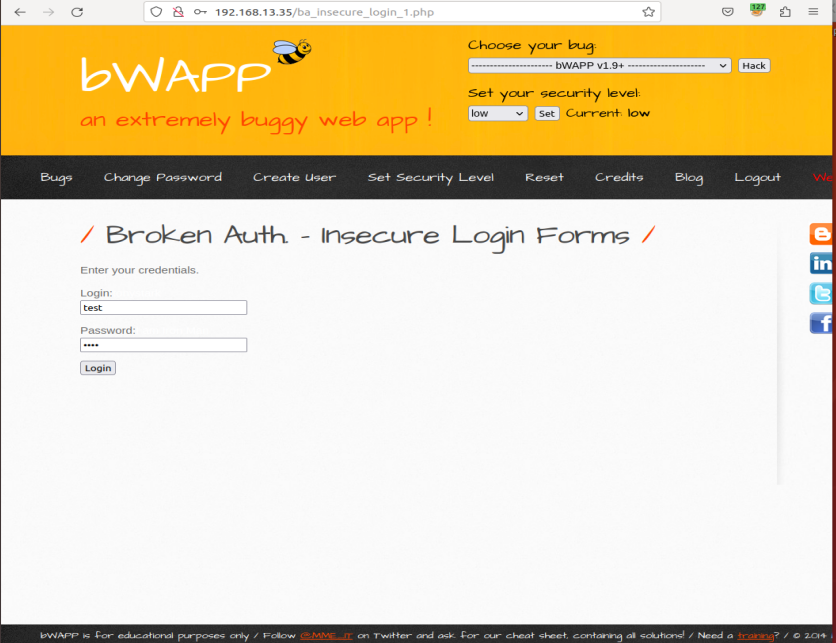 192.168.13.35/ba_insecure_login_1.php
127
bWAPP
an extremely buggy web app !
Choose your bug:
---------------------- bWAPP v1.9+ ---------------------- Hack
Set your security level:
low Set Current: low
Bugs Change Password Create User Set Security Level Reset Credits Blog Logout We
/ Broken Auth. - Insecure Login Forms /
Enter your credentials.
Login:
test
Password:
••••
Login
bWAPP is for educational purposes only / Follow @MME_IT on Twitter and ask for our cheat sheet, containing all solutions! / Need a training? / © 2014